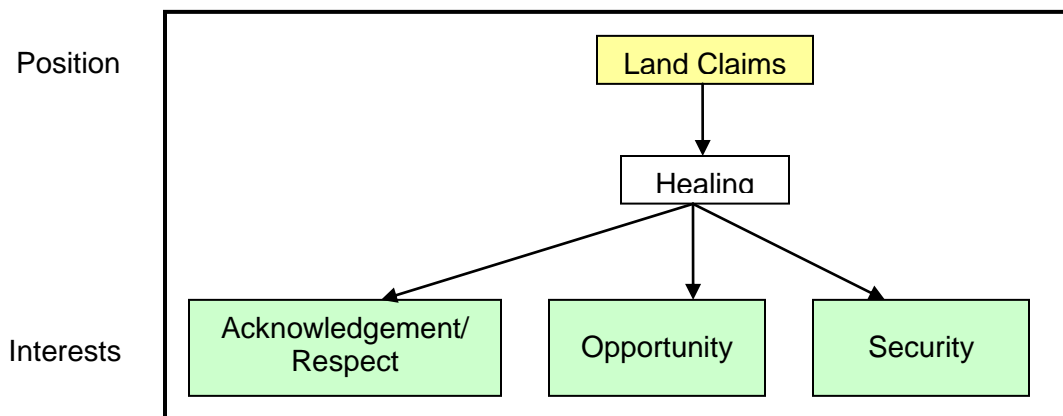 Position
Land Claims
Healing
Interests
Acknowledgement/
Respect
Opportunity
Security